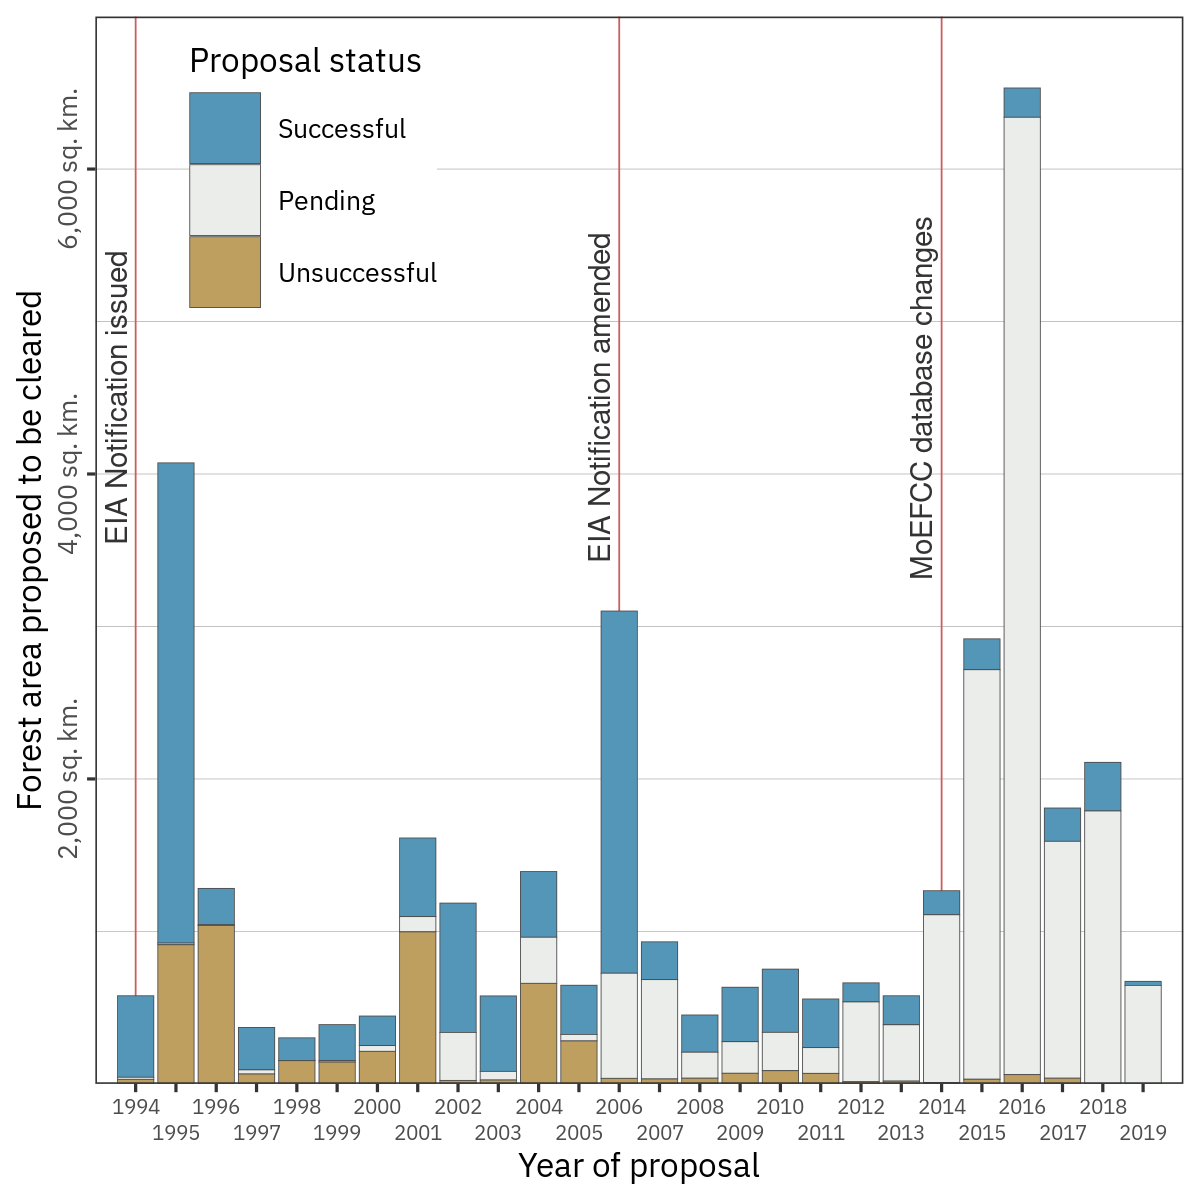 Proposal status
Successful
Pending
Unsuccessful
EIA Notification issued
EIA Notification amended
MoEFCC database changes
Forest area proposed to be cleared
6,000 sq. km.
4,000 sq. km.
2,000 sq. km.
1994 1996 1998 2000 2002 2004 2006 2008 2010 2012 2014 2016 2018
1995 1997 1999 2001 2003 2005 2007 2009 2011 2013 2015 2017 2019
Year of proposal